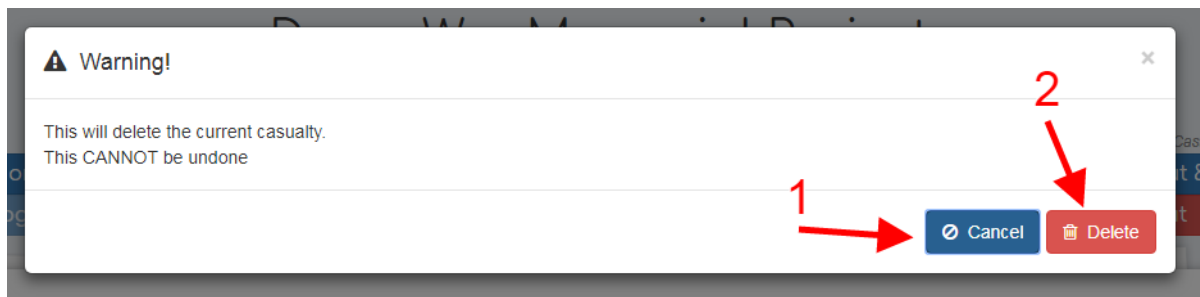 Warning!
×
2
This will delete the current casualty.
This CANNOT be undone
1
Cancel
Delete